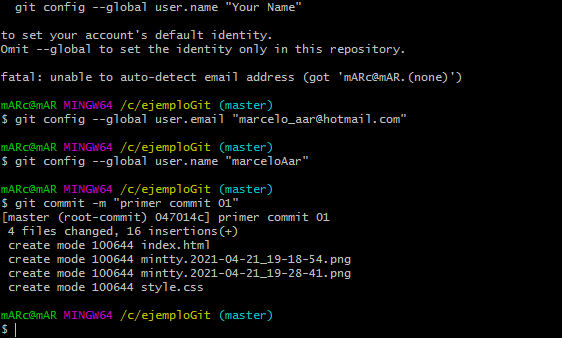 git config --global user.name "Your Name"
to set your account's default identity.
Omit --global to set the identity only in this repository.
fatal: unable to auto-detect email address (got 'mARc@mAR.(none)')
mARc@mAR MINGW64 /c/ejemploGit (master)
$ git config --global user.email "marcelo_aar@hotmail.com"
mARc@mAR MINGW64 /c/ejemploGit (master)
$ git config --global user.name "marceloAar"
mARc@mAR MINGW64 /c/ejemploGit (master)
$ git commit -m "primer commit 01"
[master (root-commit) 047014c] primer commit 01
4 files changed, 16 insertions(+)
create mode 100644 index.html
create mode 100644 mintty.2021-04-21_19-18-54.png
create mode 100644 mintty.2021-04-21_19-28-41.png
create mode 100644 style.css
mARc@mAR MINGW64 /c/ejemploGit (master)
$